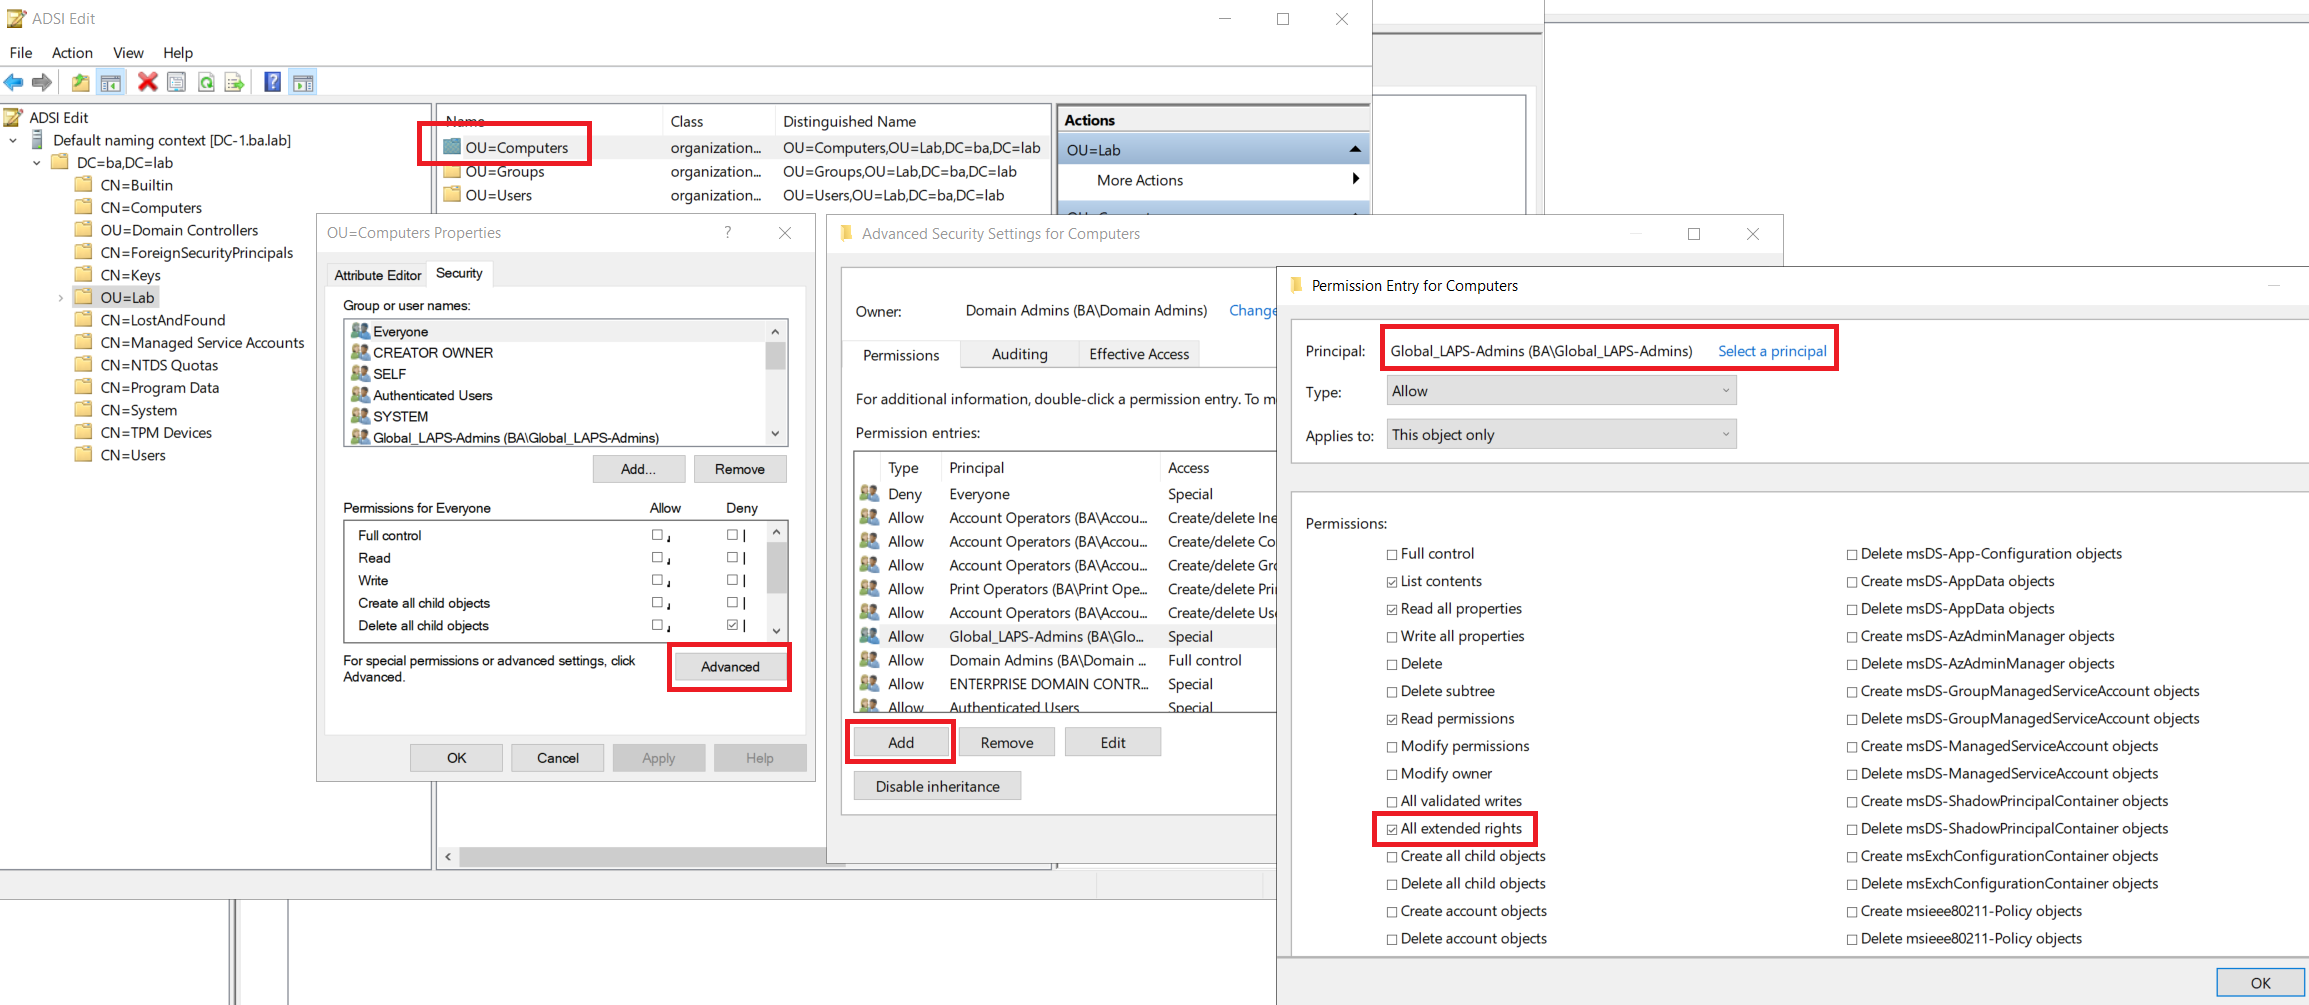 ADSI Edit
File Action View Help
ADSI Edit
Default naming context [DC-1.ba.lab]
DC=ba,DC=lab
CN=Builtin
CN=Computers
OU=Domain Controllers
CN=ForeignSecurityPrincipals
CN=Keys
OU=Lab
CN=LostAndFound
CN=Managed Service Accounts
CN=NTDS Quotas
CN=Program Data
CN=System
CN=TPM Devices
CN=Users
Name Class Distinguished Name
OU=Computers organization... OU=Computers,OU=Lab,DC=ba,DC=lab
OU=Groups organization... OU=Groups,OU=Lab,DC=ba,DC=lab
OU=Users organization... OU=Users,OU=Lab,DC=ba,DC=lab
Actions
OU=Lab
More Actions
OU=Computers Properties
Attribute Editor Security
Group or user names:
Everyone
CREATOR OWNER
SELF
Authenticated Users
SYSTEM
Global_LAPS-Admins (BA\Global_LAPS-Admins)
Add... Remove
Permissions for Everyone Allow Deny
Full control
Read
Write
Create all child objects
Delete all child objects
For special permissions or advanced settings, click
Advanced.
Advanced
OK Cancel Apply Help
Advanced Security Settings for Computers
Owner: Domain Admins (BA\Domain Admins) Change
Permissions Auditing Effective Access
For additional information, double-click a permission entry. To m
Permission entries:
Type Principal Access
Deny Everyone Special
Allow Account Operators (BA\Accou... Create/delete Ine
Allow Account Operators (BA\Accou... Create/delete Co
Allow Account Operators (BA\Accou... Create/delete Gr
Allow Print Operators (BA\Print Ope... Create/delete Pri
Allow Account Operators (BA\Accou... Create/delete Use
Allow Global_LAPS-Admins (BA\Glo... Special
Allow Domain Admins (BA\Domain ... Full control
Allow ENTERPRISE DOMAIN CONTR... Special
Allow Authenticated Users Special
Add Remove Edit
Disable inheritance
Permission Entry for Computers
Principal: Global_LAPS-Admins (BA\Global_LAPS-Admins) Select a principal
Type: Allow
Applies to: This object only
Permissions:
Full control
List contents
Read all properties
Write all properties
Delete
Delete subtree
Read permissions
Modify permissions
Modify owner
All validated writes
All extended rights
Create all child objects
Delete all child objects
Create account objects
Delete account objects
Delete msDS-App-Configuration objects
Create msDS-AppData objects
Delete msDS-AppData objects
Create msDS-AzAdminManager objects
Delete msDS-AzAdminManager objects
Create msDS-GroupManagedServiceAccount objects
Delete msDS-GroupManagedServiceAccount objects
Create msDS-ManagedServiceAccount objects
Delete msDS-ManagedServiceAccount objects
Create msDS-ShadowPrincipalContainer objects
Delete msDS-ShadowPrincipalContainer objects
Create msExchConfigurationContainer objects
Delete msExchConfigurationContainer objects
Create msieee80211-Policy objects
Delete msieee80211-Policy objects
OK